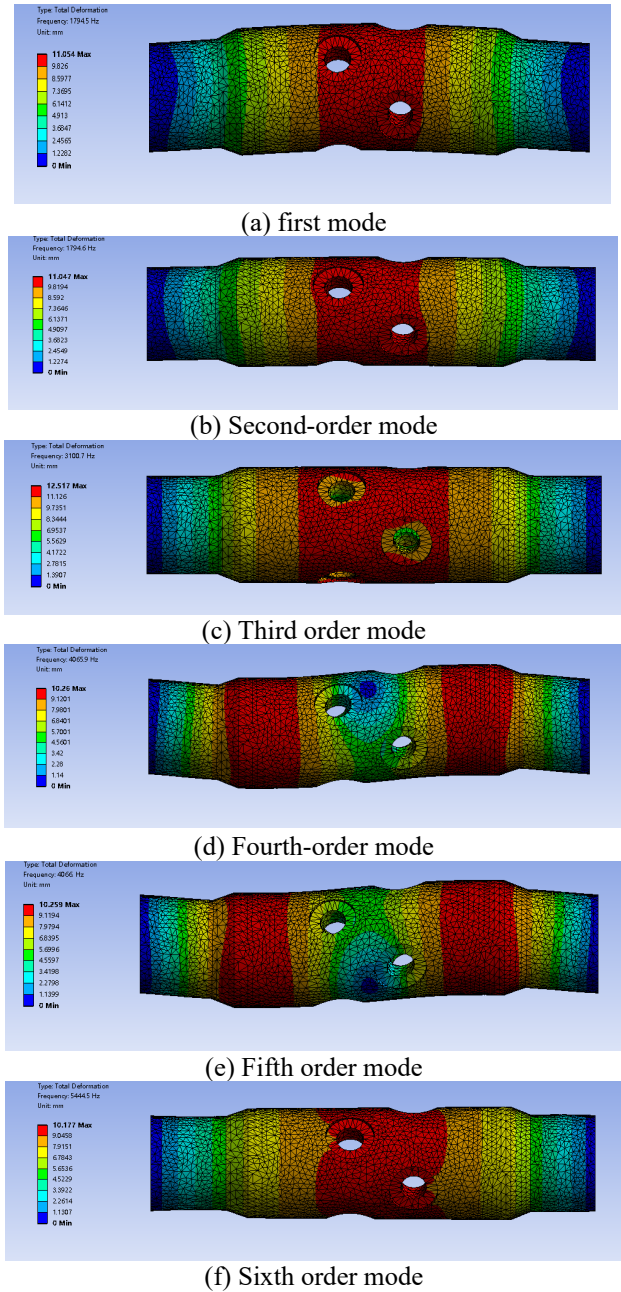 Type: Total Deformation
Frequency: 1794.5 Hz
Unit: mm
11.054 Max
9.826
8.5977
7.3695
6.1412
4.913
3.6847
2.4565
1.2282
0 Min
(a) first mode
Type: Total Deformation
Frequency: 1794.6 Hz
Unit: mm
11.047 Max
9.8194
8.592
7.3646
6.1371
4.9097
3.6823
2.4549
1.2274
0 Min
(b) Second-order mode
Type: Total Deformation
Frequency: 3100.7 Hz
Unit: mm
12.517 Max
11.126
9.7351
8.3444
6.9537
5.5629
4.1722
2.7815
1.3907
0 Min
(c) Third order mode
Type: Total Deformation
Frequency: 4065.9 Hz
Unit: mm
10.26 Max
9.1201
7.9801
6.8401
5.7001
4.5601
3.42
2.28
1.14
0 Min
(d) Fourth-order mode
Type: Total Deformation
Frequency: 4066. Hz
Unit: mm
10.259 Max
9.1194
7.9794
6.8395
5.6996
4.5597
3.4198
2.2798
1.1399
0 Min
(e) Fifth order mode
Type: Total Deformation
Frequency: 5444.5 Hz
Unit: mm
10.177 Max
9.0458
7.9151
6.7843
5.6536
4.5229
3.3922
2.2614
1.1307
0 Min
(f) Sixth order mode